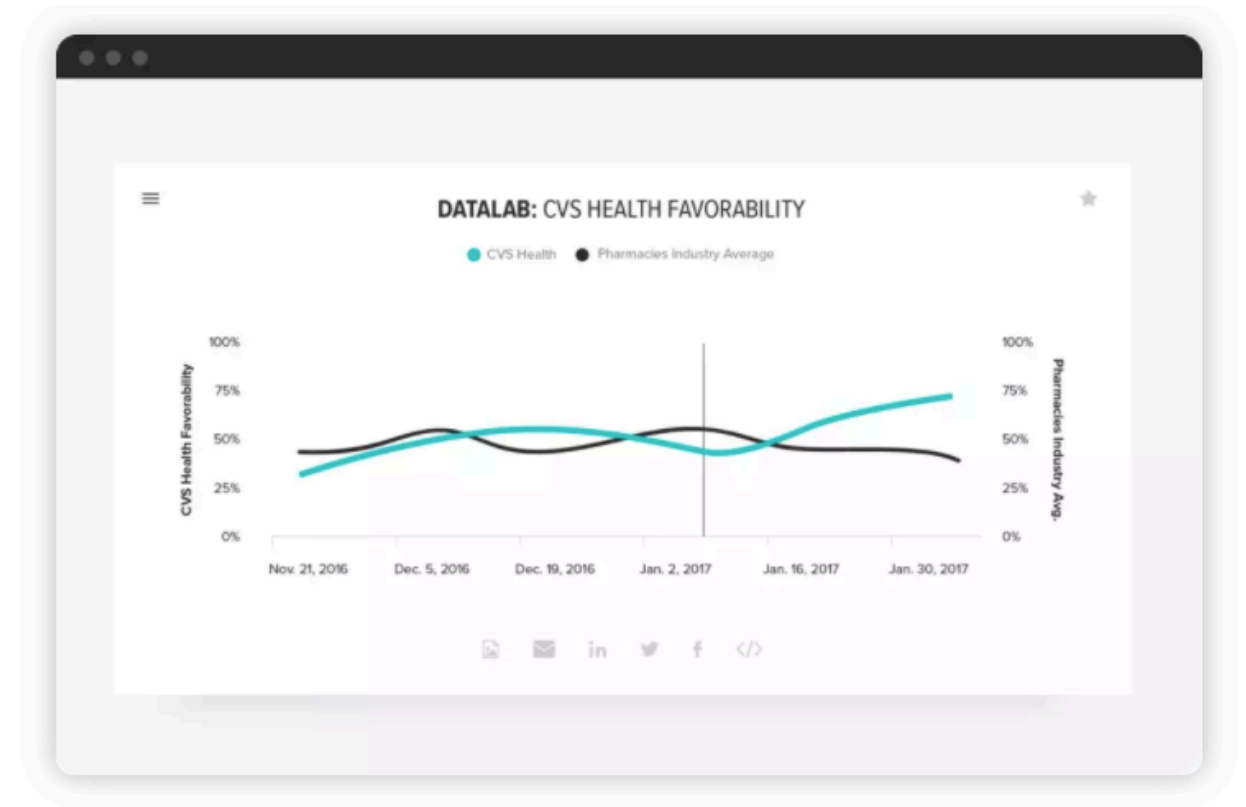 DATALAB: CVS HEALTH FAVORABILITY
CVS Health Pharmacies Industry Average
CVS Health Favorability
100%
75%
50%
25%
0%
100%
75%
50%
25%
0%
Pharmacies Industry Avg.
Nov. 21, 2016 Dec. 5, 2016 Dec. 19, 2016 Jan. 2, 2017 Jan. 16, 2017 Jan. 30, 2017
in f </>